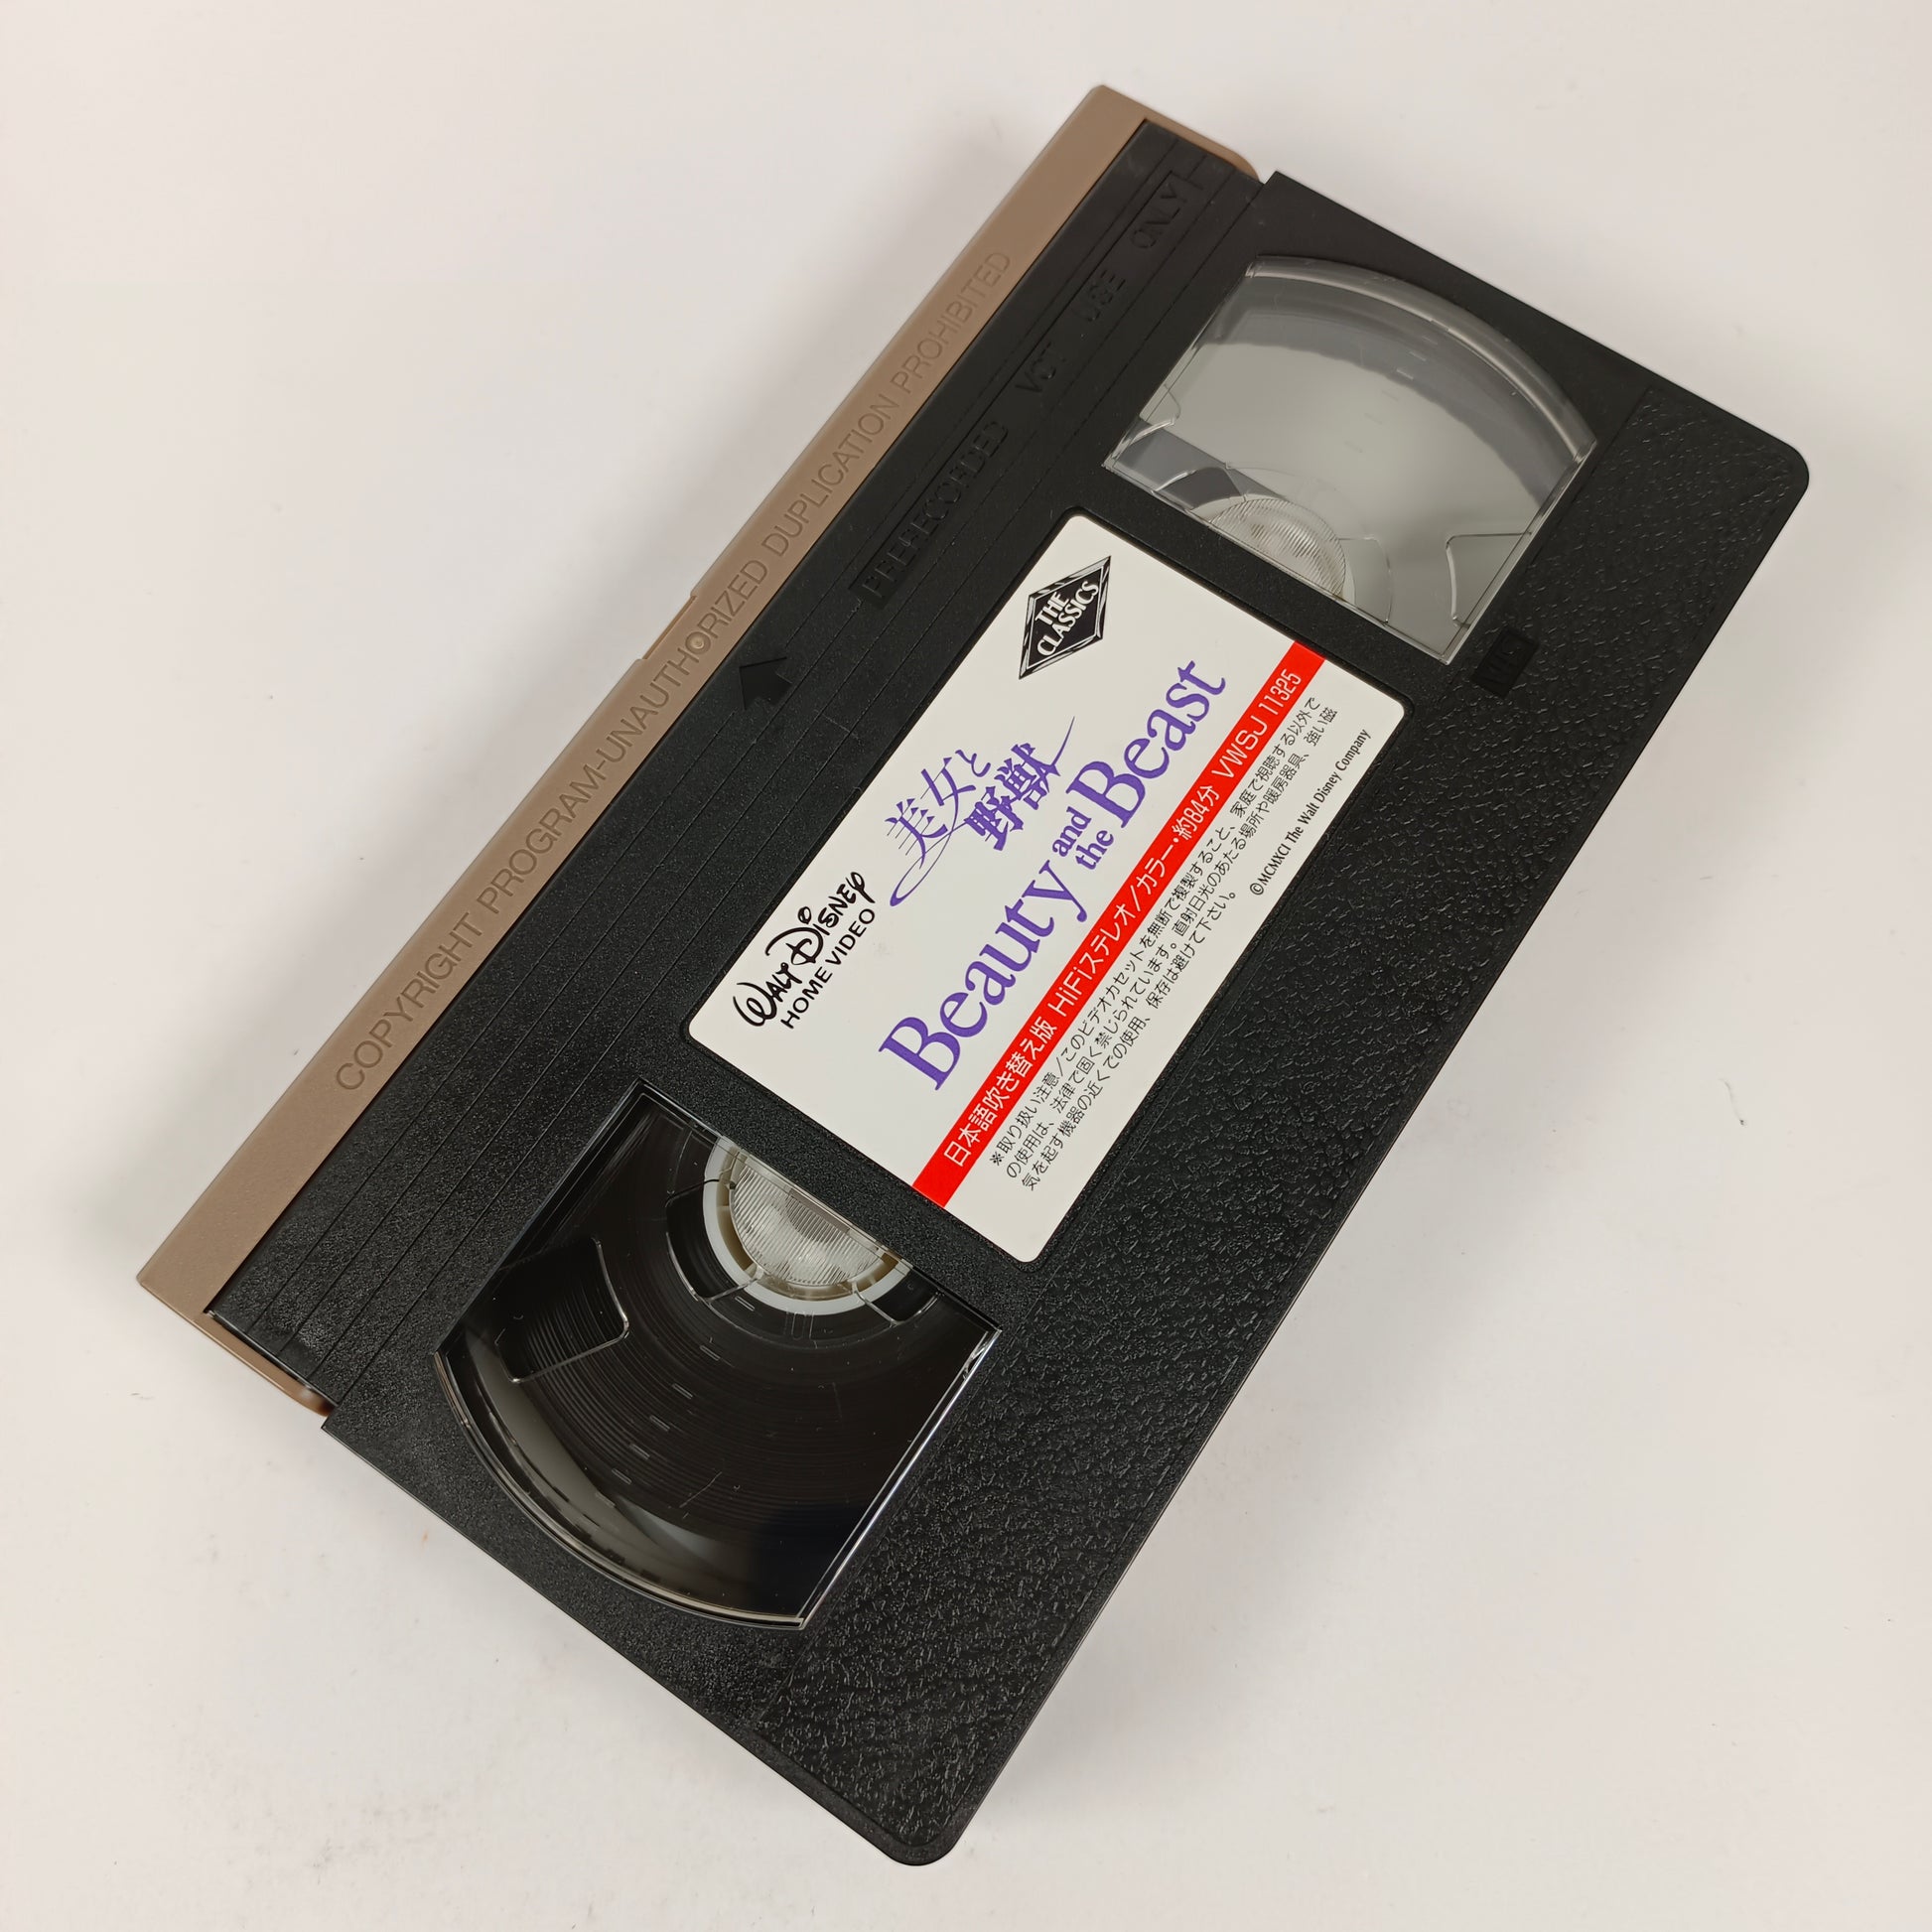 COPYRIGHT PROGRAM-UNAUTHORIZED DUPLICATION PROHIBITED
PRERECORDED VCT USE ONLY
WALT DISNEY
HOME VIDEO
THE
CLASSICS
美女と
野獣
Beauty and the Beast
日本語吹き替え版 HiFiステレオ/カラー・約84分 VWSJ 11325
※取り扱い注意/このビデオカセットを無断で複製すること、家庭で視聴する以外で
の使用は、法律で固く禁じられています。直射日光のあたる場所や暖房器具、強い磁
気を起す機器の近くでの使用、保存は避けて下さい。
©MCMXCI The Walt Disney Company
VHS